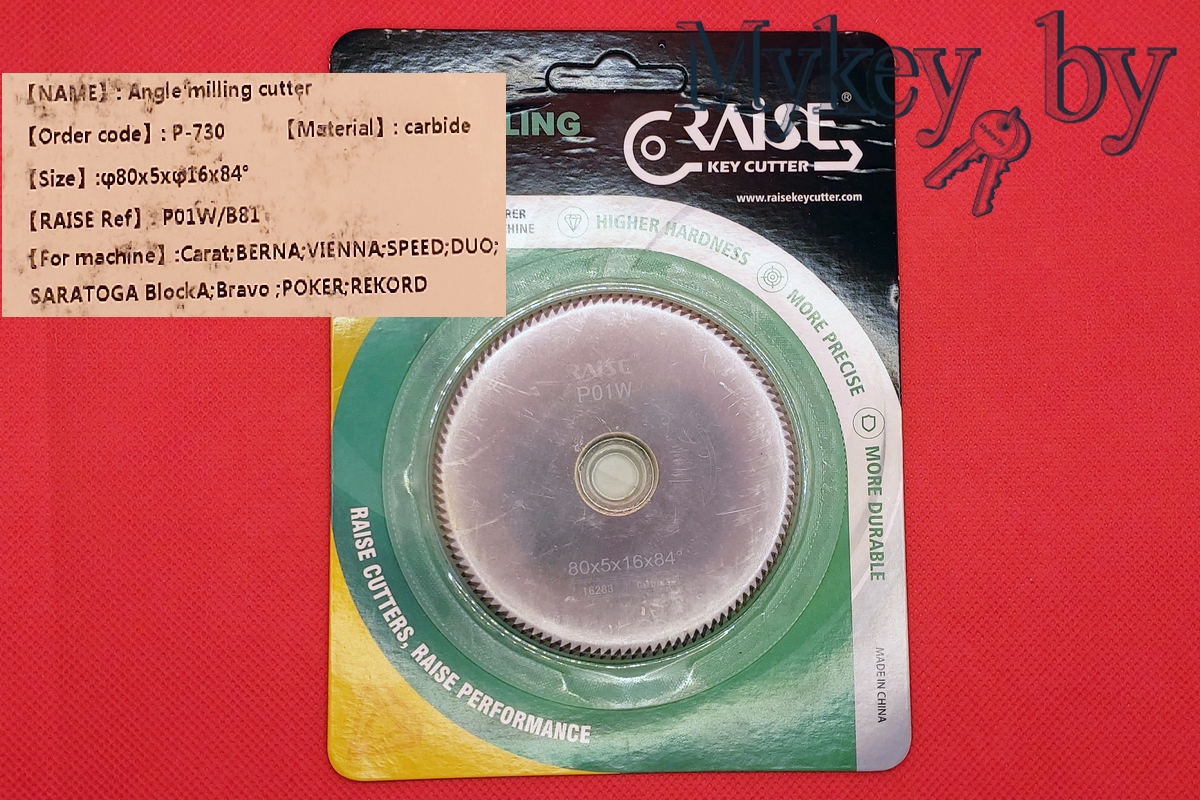 Mykey.by
【NAME】: Angle milling cutter
【Order code】: P-730 【Material】: carbide
【Size】:φ80x5xφ16x84°
【RAISE Ref】: P01W/B81
【For machine】:Carat;BERNA;VIENNA;SPEED;DUO;
SARATOGA BlockA;Bravo ;POKER;REKORD
LING
RAISE®
KEY CUTTER
www.raisekeycutter.com
HIGHER HARDNESS
MORE PRECISE
MORE DURABLE
RAISE
P01W
80x5x16x84°
16283
RAISE CUTTERS, RAISE PERFORMANCE
MADE IN CHINA